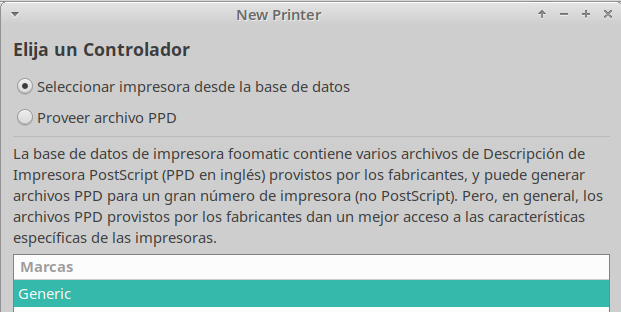 New Printer
Elija un Controlador
Seleccionar impresora desde la base de datos
Proveer archivo PPD
La base de datos de impresora foomatic contiene varios archivos de Descripción de
Impresora PostScript (PPD en inglés) provistos por los fabricantes, y puede generar
archivos PPD para un gran número de impresora (no PostScript). Pero, en general, los
archivos PPD provistos por los fabricantes dan un mejor acceso a las características
específicas de las impresoras.
Marcas
Generic